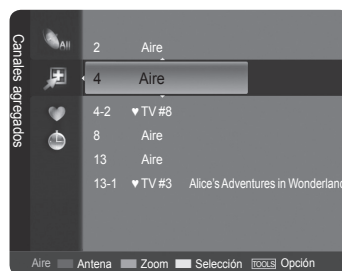 Canales agregados
All
2 Aire
4 Aire
4-2 ♥ TV #8
8 Aire
13 Aire
13-1 ♥ TV #3 Alice's Adventures in Wonderland
Aire Antena Zoom Selección TOOLS Opción